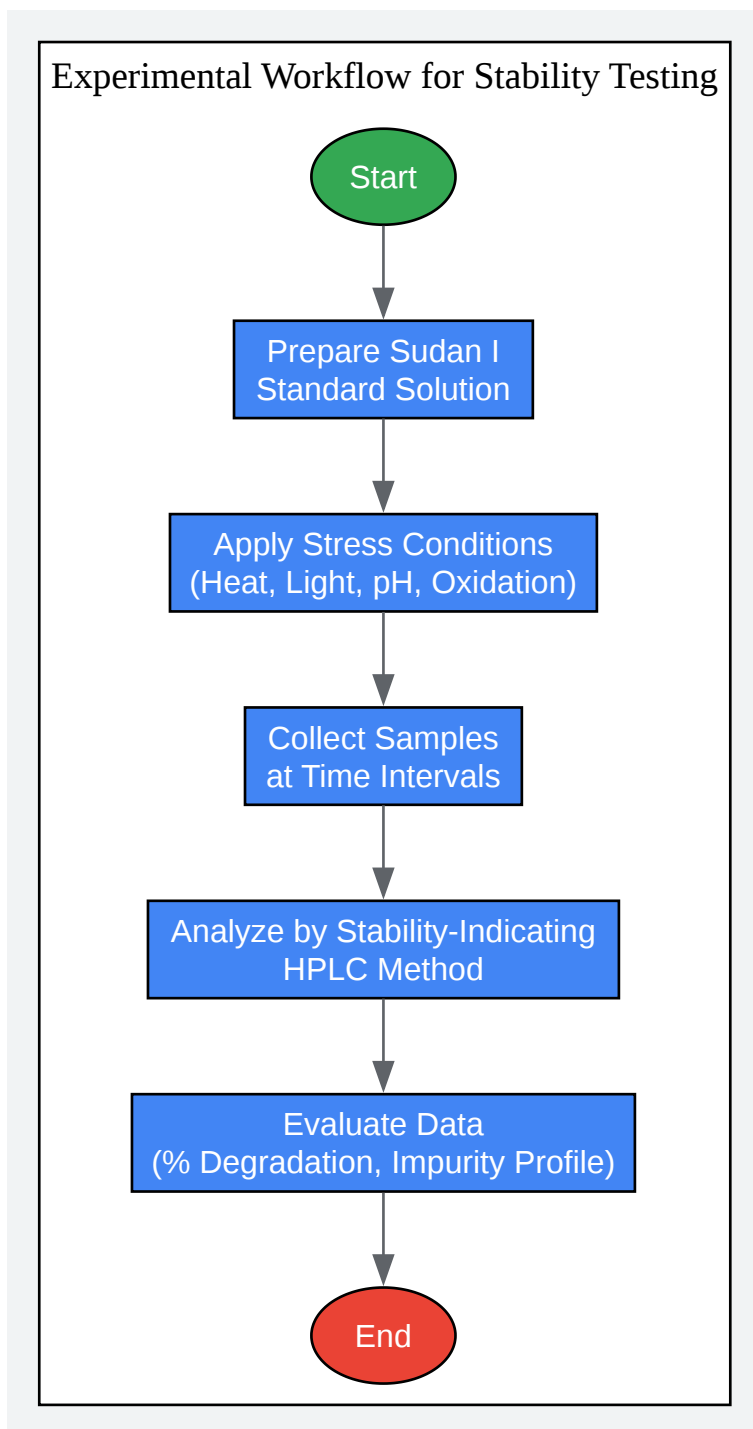 Experimental Workflow for Stability Testing
Start
Prepare Sudan I
Standard Solution
Apply Stress Conditions
(Heat, Light, pH, Oxidation)
Collect Samples
at Time Intervals
Analyze by Stability-Indicating
HPLC Method
Evaluate Data
(% Degradation, Impurity Profile)
End